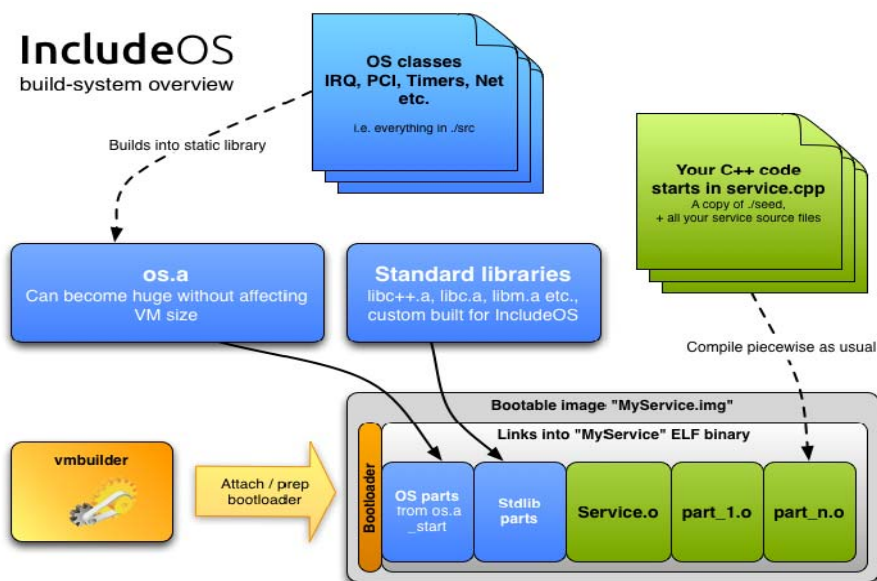 IncludeOS
build-system overview
OS classes
IRQ, PCI, Timers, Net
etc.
i.e. everything in ./src
Builds into static library
Your C++ code
starts in service.cpp
A copy of ./seed,
+ all your service source files
os.a
Can become huge without affecting
VM size
Standard libraries
libc++.a, libc.a, libm.a etc.,
custom built for IncludeOS
Compile piecewise as usual
Bootable image "MyService.img"
Links into "MyService" ELF binary
vmbuilder
Attach / prep
bootloader
Bootloader
OS parts
from os.a
_start
Stdlib
parts
Service.o
part_1.o
part_n.o